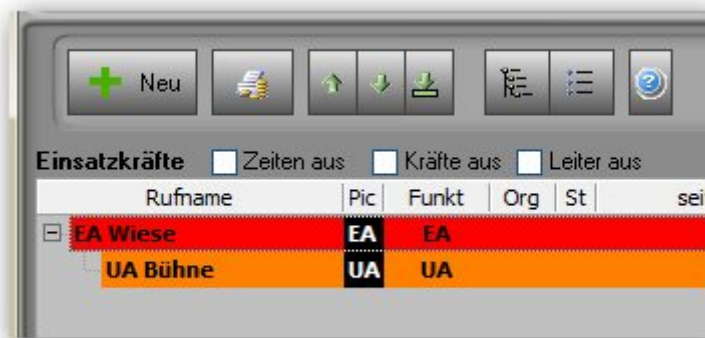 Neu
Einsatzkräfte Zeiten aus Kräfte aus Leiter aus
Rufname Pic Funkt Org St sei
EA Wiese EA EA
UA Bühne UA UA